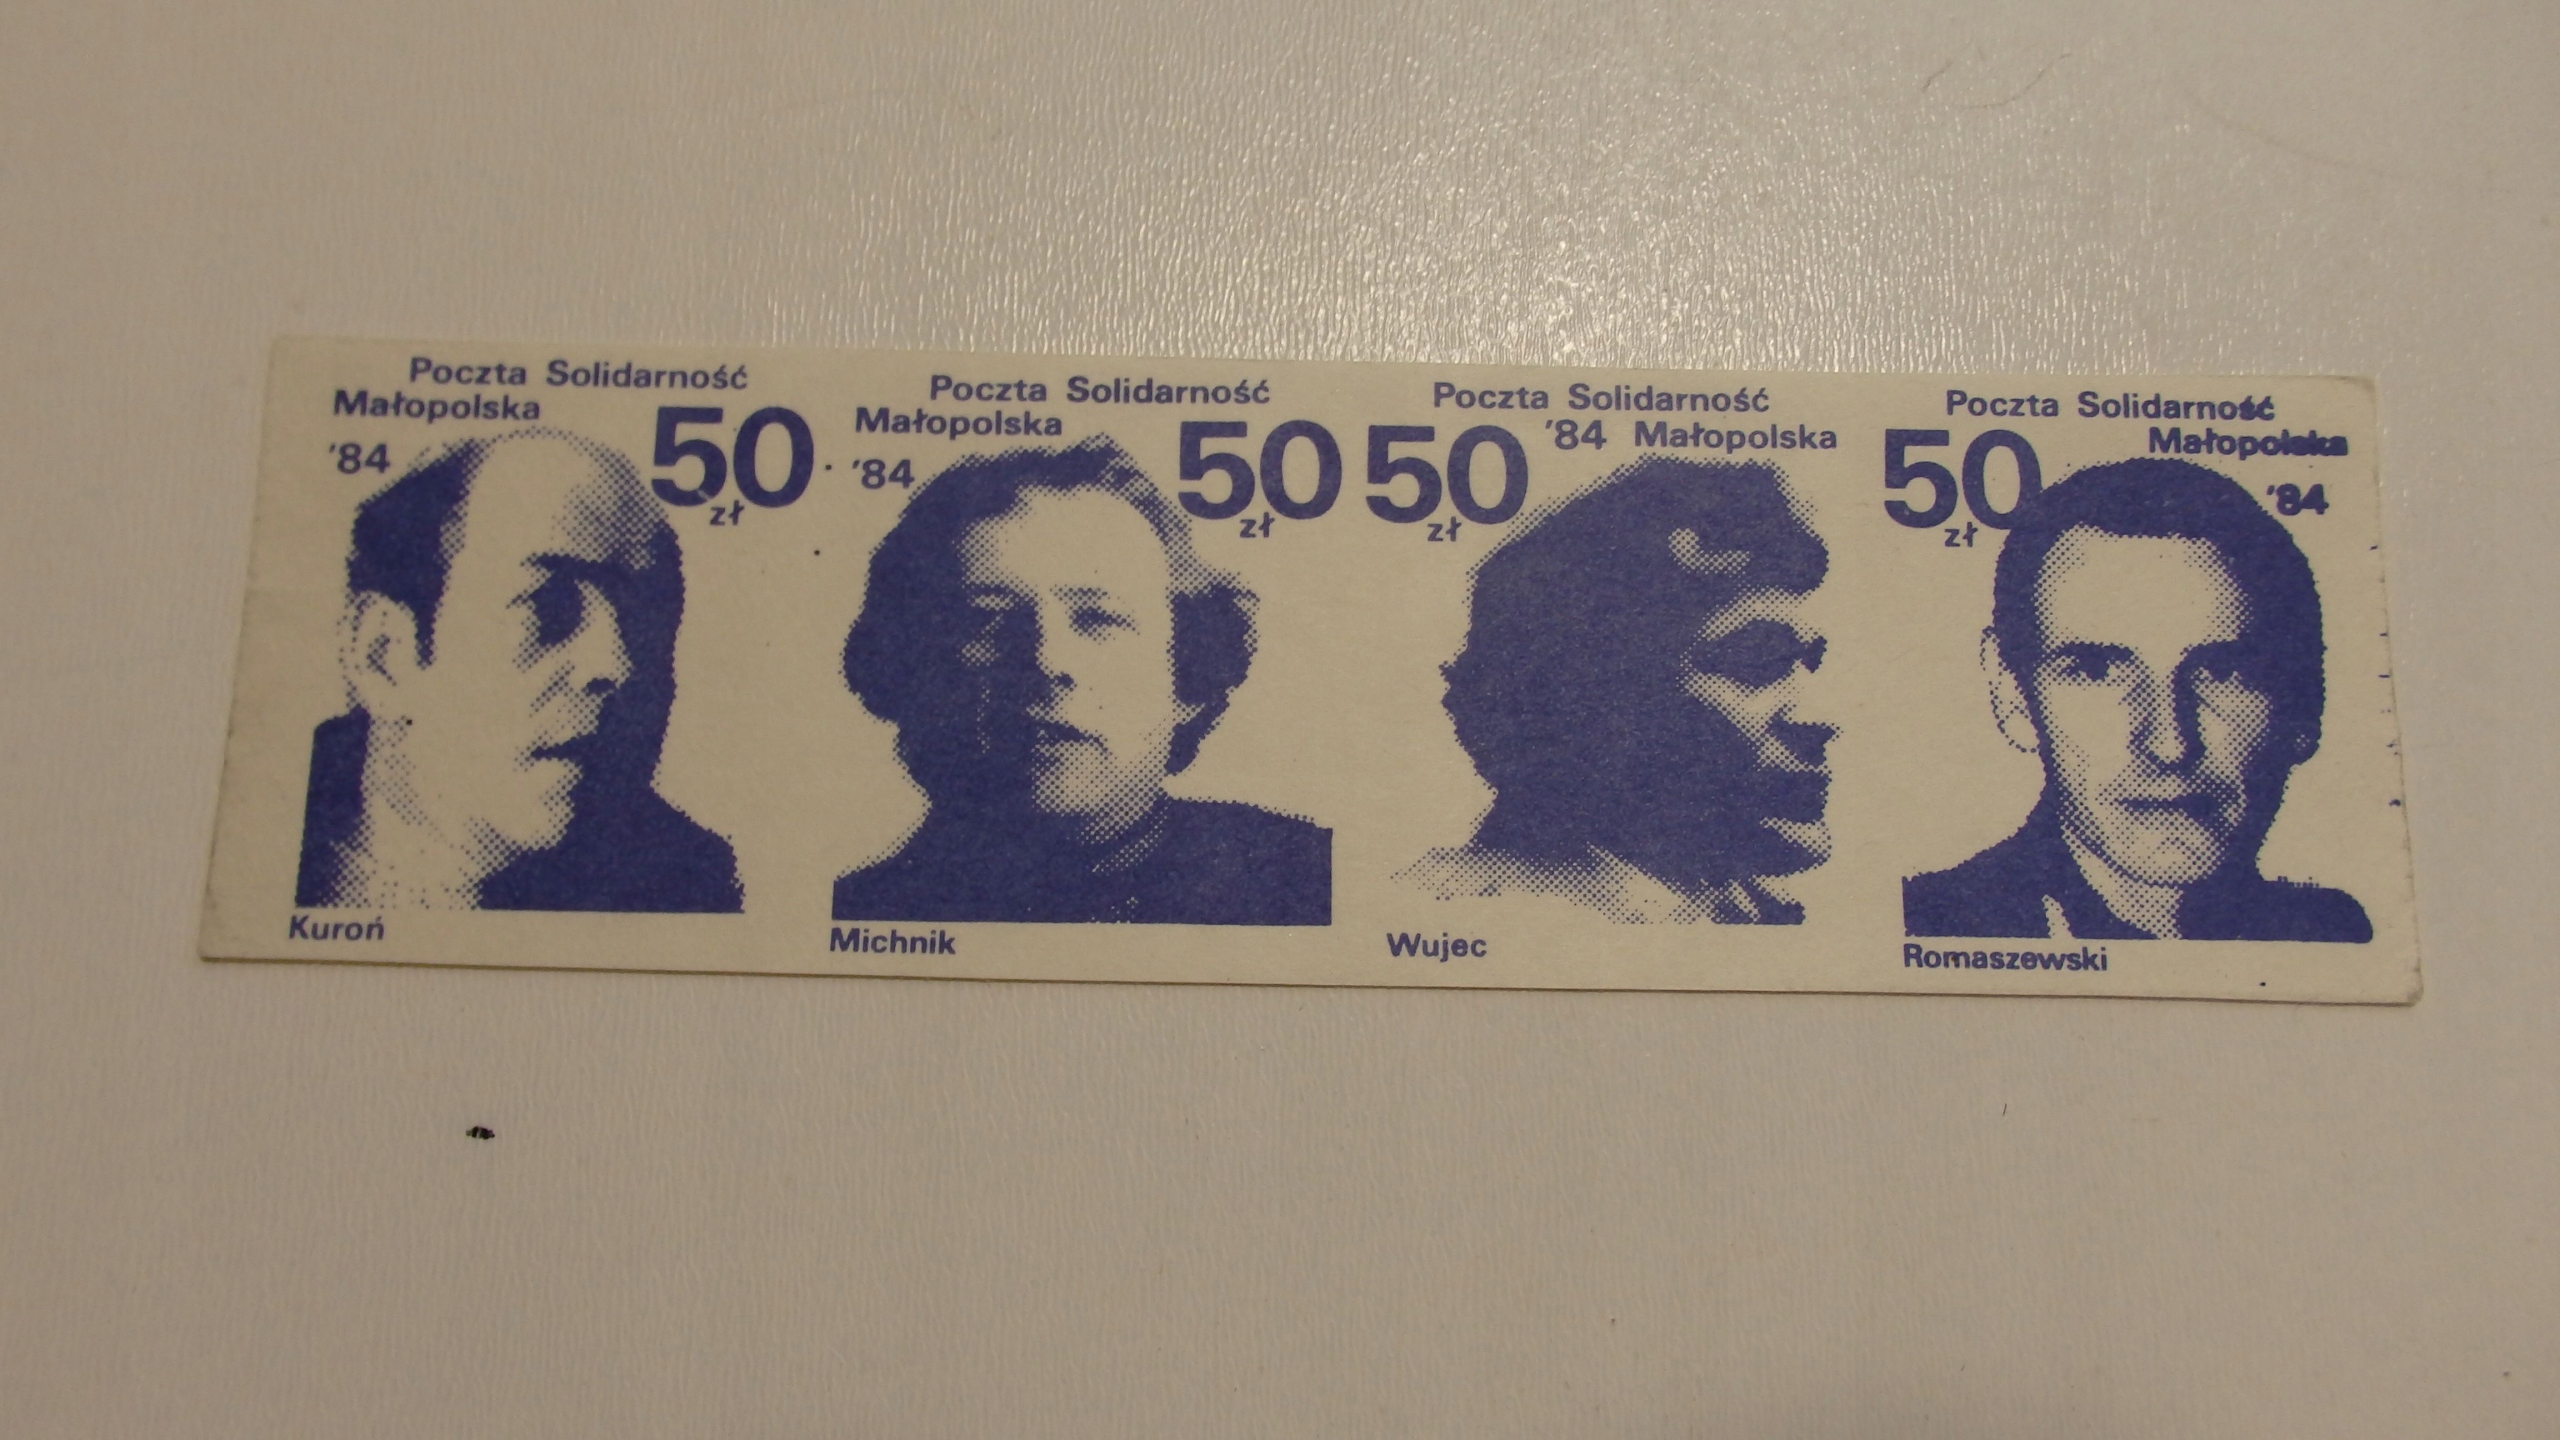 Poczta Solidarność
Małopolska
'84
50
zł
Kuroń
Poczta Solidarność
Małopolska
'84
50
zł
Michnik
Poczta Solidarność
50 '84 Małopolska
zł
Wujec
Poczta Solidarność
Małopolska
50
'84
zł
Romaszewski